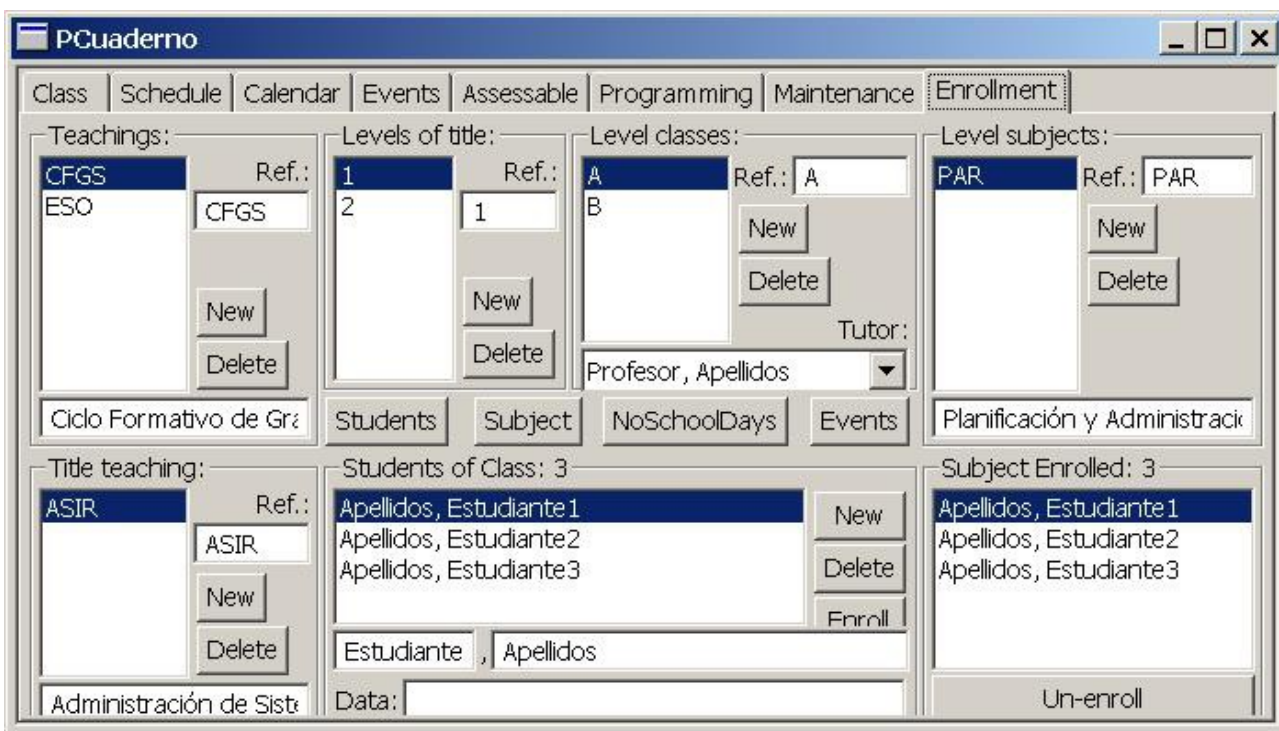 PCuaderno
Class Schedule Calendar Events Assessable Programming Maintenance Enrollment
Teachings:
CFGS
ESO
Ref.:
CFGS
New
Delete
Ciclo Formativo de Gra
Levels of title:
1
2
Ref.:
1
New
Delete
Level classes:
A
B
Ref.: A
New
Delete
Tutor:
Profesor, Apellidos
Level subjects:
PAR
Ref.: PAR
New
Delete
Planificación y Administració
Students Subject NoSchoolDays Events
Title teaching:
ASIR
Ref.:
ASIR
New
Delete
Administración de Siste
Students of Class: 3
Apellidos, Estudiante1
Apellidos, Estudiante2
Apellidos, Estudiante3
New
Delete
Enroll
Estudiante , Apellidos
Data:
Subject Enrolled: 3
Apellidos, Estudiante1
Apellidos, Estudiante2
Apellidos, Estudiante3
Un-enroll